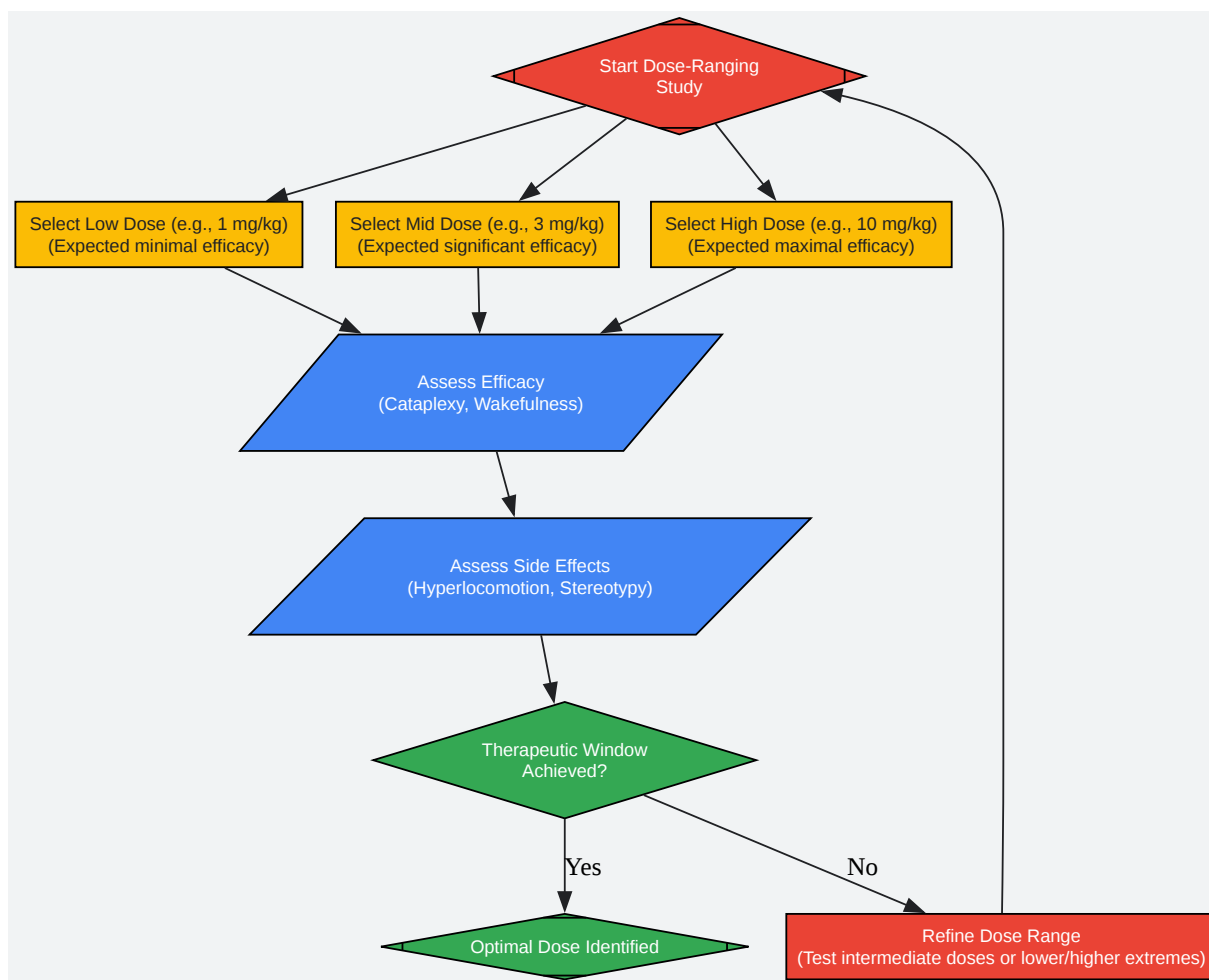 Start Dose-Ranging
Study
Select Low Dose (e.g., 1 mg/kg)
(Expected minimal efficacy)
Select Mid Dose (e.g., 3 mg/kg)
(Expected significant efficacy)
Select High Dose (e.g., 10 mg/kg)
(Expected maximal efficacy)
Assess Efficacy
(Cataplexy, Wakefulness)
Assess Side Effects
(Hyperlocomotion, Stereotypy)
Therapeutic Window
Achieved?
Yes
No
Optimal Dose Identified
Refine Dose Range
(Test intermediate doses or lower/higher extremes)